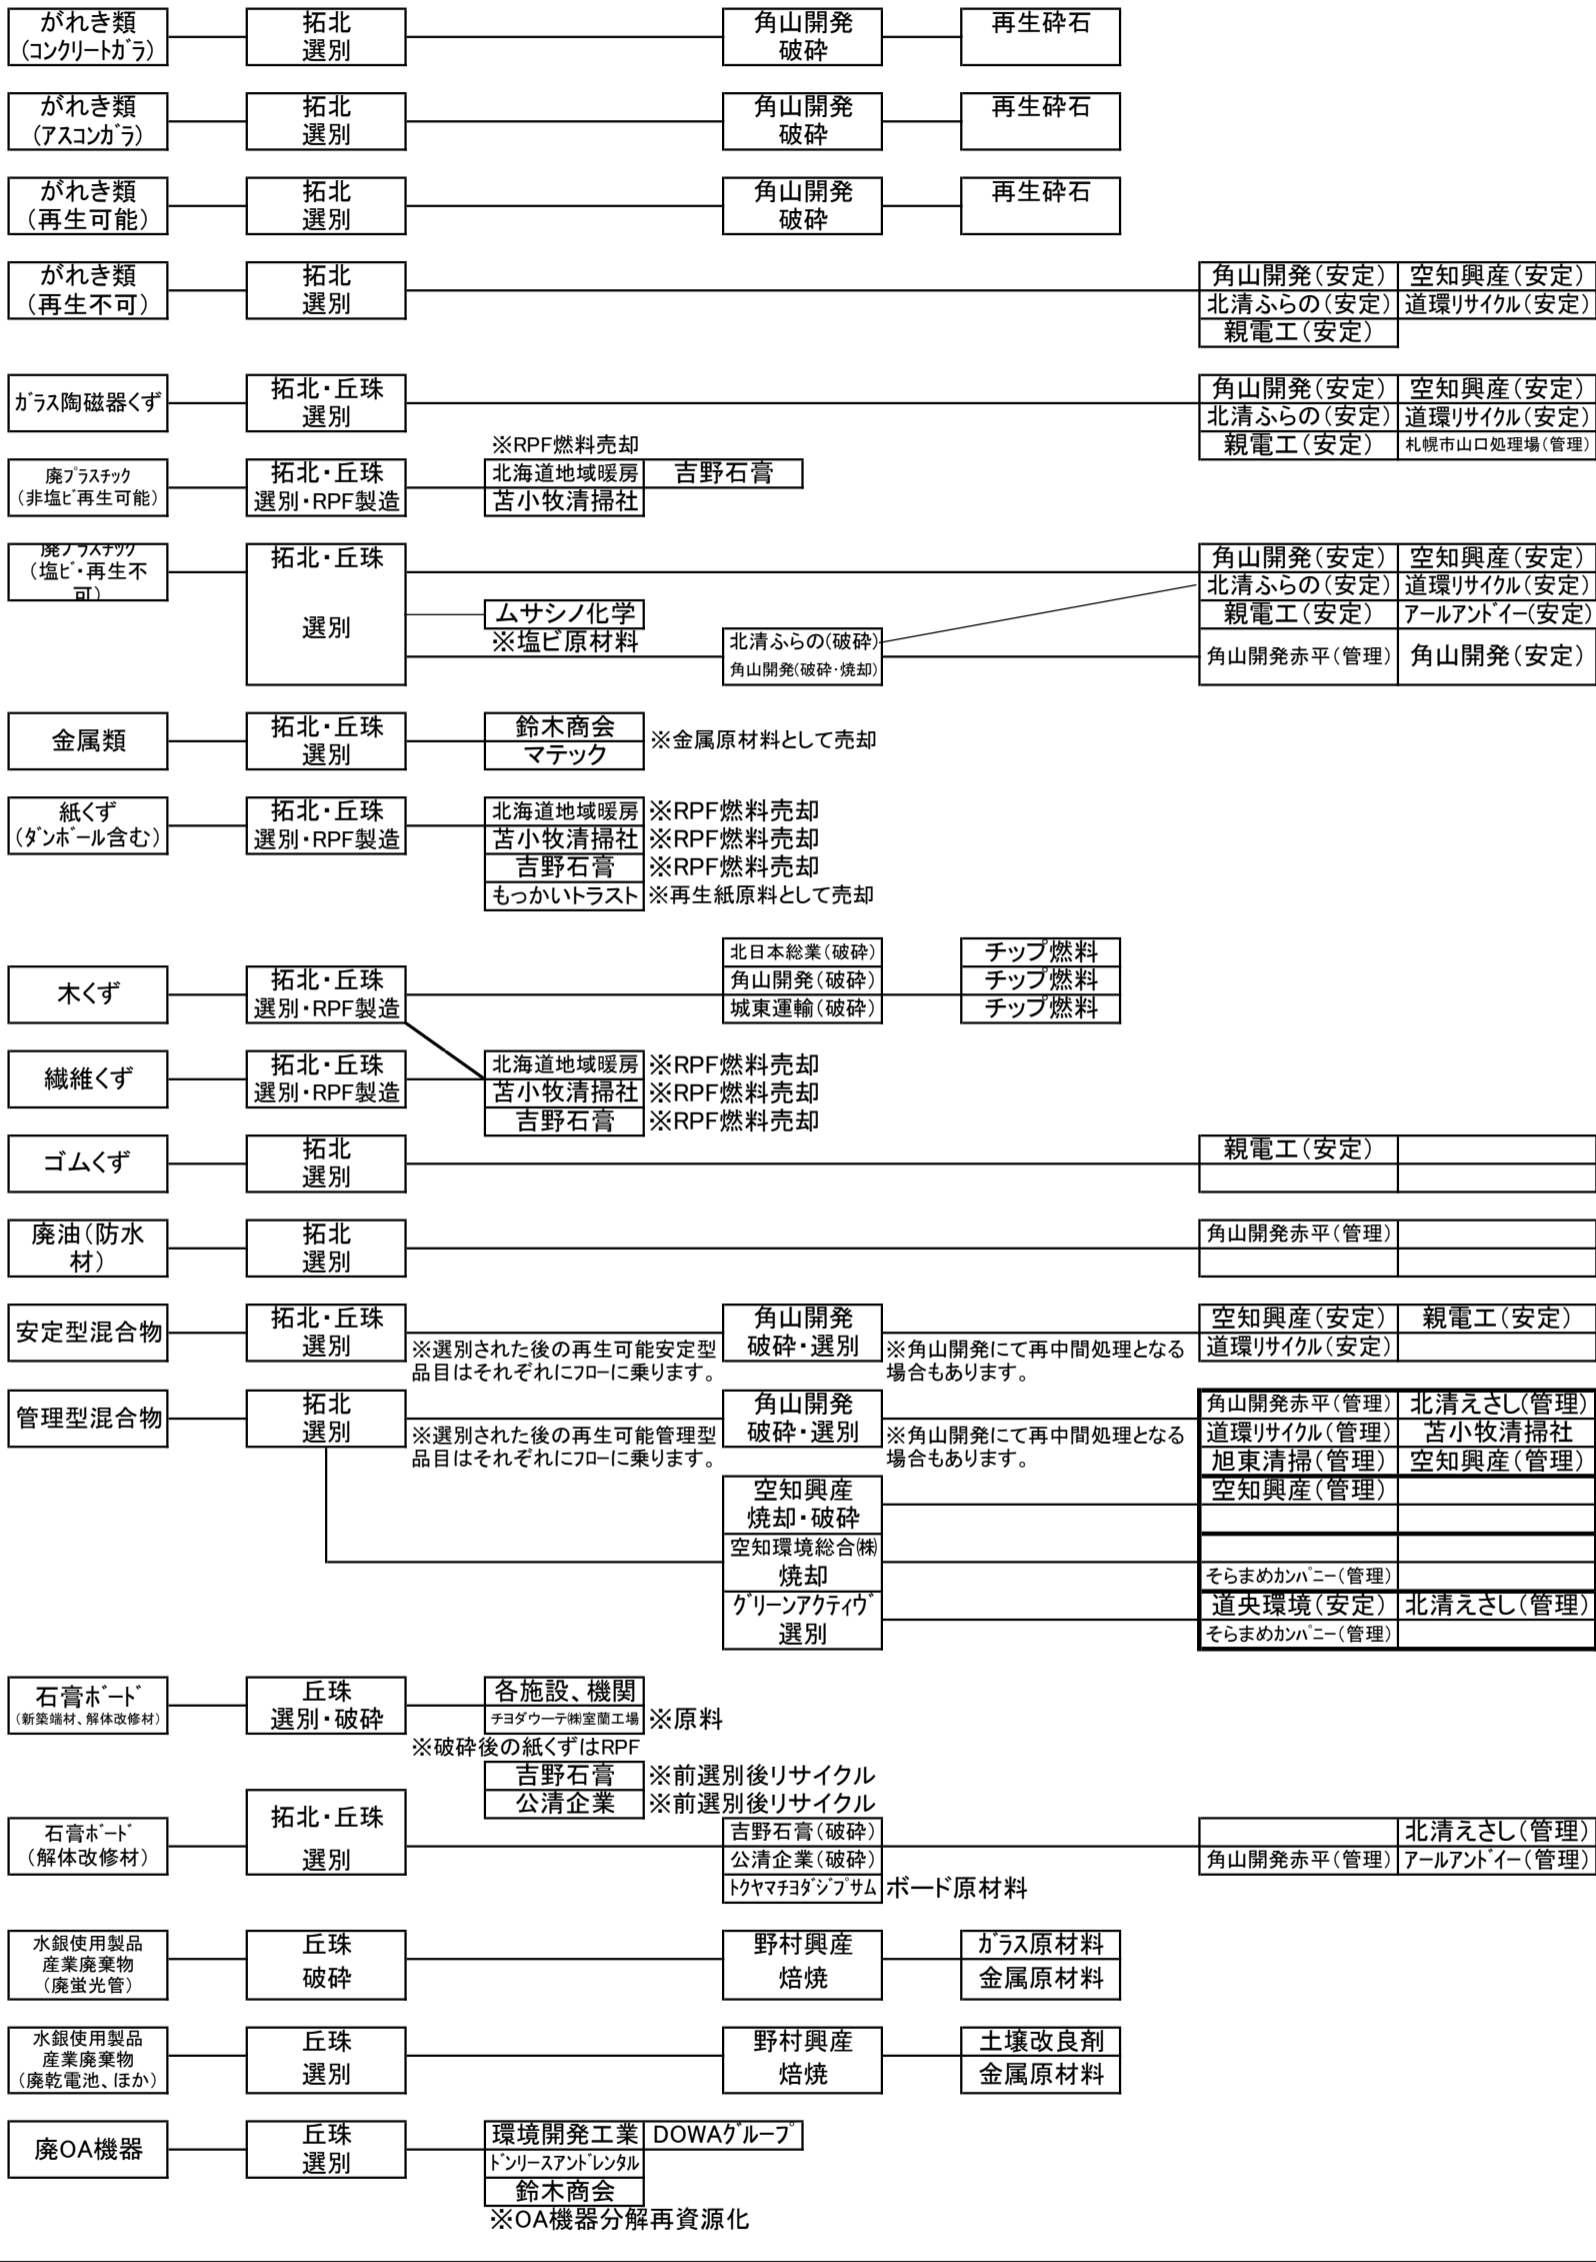 がれき類
(コンクリートガラ)
拓北
選別
角山開発
破砕
再生砕石
がれき類
(アスコンガラ)
拓北
選別
角山開発
破砕
再生砕石
がれき類
(再生可能)
拓北
選別
角山開発
破砕
再生砕石
がれき類
(再生不可)
拓北
選別
角山開発(安定) 空知興産(安定)
北清ふらの(安定) 道環リサイクル(安定)
親電工(安定)
ガラス陶磁器くず
拓北・丘珠
選別
角山開発(安定) 空知興産(安定)
北清ふらの(安定) 道環リサイクル(安定)
親電工(安定) 札幌市山口処理場(管理)
廃プラスチック
(非塩ビ再生可能)
拓北・丘珠
選別・RPF製造
※RPF燃料売却
北海道地域暖房 吉野石膏
苫小牧清掃社
廃プラスチック
(塩ビ・再生不
可)
拓北・丘珠
選別
ムサシノ化学
※塩ビ原材料
北清ふらの(破砕)
角山開発(破砕・焼却)
角山開発(安定) 空知興産(安定)
北清ふらの(安定) 道環リサイクル(安定)
親電工(安定) アールアンドイー(安定)
角山開発赤平(管理) 角山開発(安定)
金属類
拓北・丘珠
選別
鈴木商会
マテック
※金属原材料として売却
紙くず
(ダンボール含む)
拓北・丘珠
選別・RPF製造
北海道地域暖房 ※RPF燃料売却
苫小牧清掃社 ※RPF燃料売却
吉野石膏 ※RPF燃料売却
もっかいトラスト ※再生紙原料として売却
木くず
拓北・丘珠
選別・RPF製造
北日本総業(破砕) チップ燃料
角山開発(破砕) チップ燃料
城東運輸(破砕) チップ燃料
繊維くず
拓北・丘珠
選別・RPF製造
北海道地域暖房 ※RPF燃料売却
苫小牧清掃社 ※RPF燃料売却
吉野石膏 ※RPF燃料売却
ゴムくず
拓北
選別
親電工(安定)
廃油(防水
材)
拓北
選別
角山開発赤平(管理)
安定型混合物
拓北・丘珠
選別
※選別された後の再生可能安定型
品目はそれぞれにフローに乗ります。
角山開発
破砕・選別
※角山開発にて再中間処理となる
場合もあります。
空知興産(安定) 親電工(安定)
道環リサイクル(安定)
管理型混合物
拓北
選別
※選別された後の再生可能管理型
品目はそれぞれにフローに乗ります。
角山開発
破砕・選別
※角山開発にて再中間処理となる
場合もあります。
角山開発赤平(管理) 北清えさし(管理)
道環リサイクル(管理) 苫小牧清掃社
旭東清掃(管理) 空知興産(管理)
空知興産
焼却・破砕
空知興産(管理)
空知環境総合㈱
焼却
そらまめカンパニー(管理)
グリーンアクティヴ
選別
道央環境(安定) 北清えさし(管理)
そらまめカンパニー(管理)
石膏ボード
(新築端材、解体改修材)
丘珠
選別・破砕
各施設、機関
チヨダウーテ㈱室蘭工場 ※原料
※破砕後の紙くずはRPF
吉野石膏 ※前選別後リサイクル
公清企業 ※前選別後リサイクル
石膏ボード
(解体改修材)
拓北・丘珠
選別
吉野石膏(破砕)
公清企業(破砕)
トクヤマチヨダジプサム ボード原材料
北清えさし(管理)
角山開発赤平(管理) アールアンドイー(管理)
水銀使用製品
産業廃棄物
(廃蛍光管)
丘珠
破砕
野村興産
焙焼
ガラス原材料
金属原材料
水銀使用製品
産業廃棄物
(廃乾電池、ほか)
丘珠
選別
野村興産
焙焼
土壌改良剤
金属原材料
廃OA機器
丘珠
選別
環境開発工業 DOWAグループ
ドンリースアンドレンタル
鈴木商会
※OA機器分解再資源化